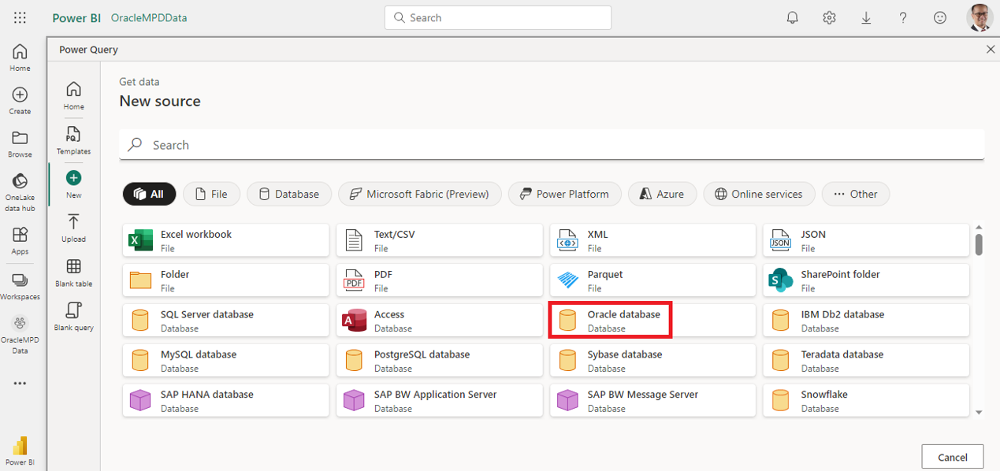 Power BI
OracleMPDData
Search
Home
Create
Browse
OneLake
data hub
Apps
Workspaces
OracleMPD
Data
Power BI
Power Query
Home
Templates
New
Upload
Blank table
Blank query
Get data
New source
Search
All
File
Database
Microsoft Fabric (Preview)
Power Platform
Azure
Online services
Other
Excel workbook
File
Text/CSV
File
XML
File
JSON
File
Folder
File
PDF
File
Parquet
File
SharePoint folder
File
SQL Server database
Database
Access
Database
Oracle database
Database
IBM Db2 database
Database
MySQL database
Database
PostgreSQL database
Database
Sybase database
Database
Teradata database
Database
SAP HANA database
Database
SAP BW Application Server
Database
SAP BW Message Server
Database
Snowflake
Database
Cancel